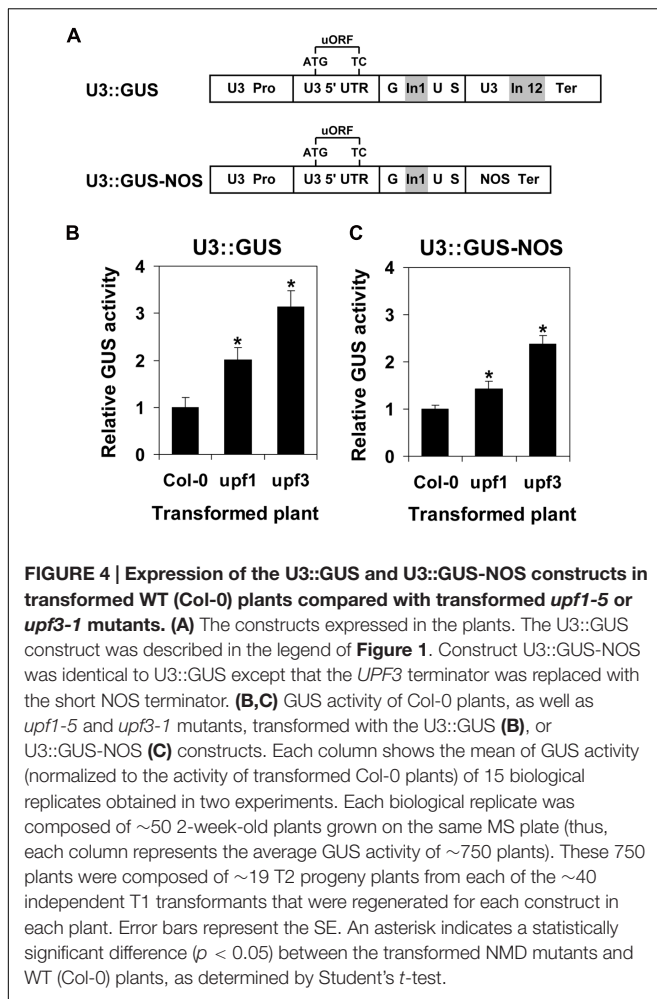 A
uORF
ATG TC
U3::GUS
U3 Pro U3 5' UTR G In1 U S U3 In 12 Ter
uORF
ATG TC
U3::GUS-NOS
U3 Pro U3 5' UTR G In1 U S NOS Ter
B
U3::GUS
Relative GUS activity
4
3
2
1
0
*
*
Col-0 upf1 upf3
Transformed plant
C
U3::GUS-NOS
Relative GUS activity
4
3
2
1
0
*
*
Col-0 upf1 upf3
Transformed plant
FIGURE 4 | Expression of the U3::GUS and U3::GUS-NOS constructs in
transformed WT (Col-0) plants compared with transformed upf1-5 or
upf3-1 mutants. (A) The constructs expressed in the plants. The U3::GUS
construct was described in the legend of Figure 1. Construct U3::GUS-NOS
was identical to U3::GUS except that the UPF3 terminator was replaced with
the short NOS terminator. (B,C) GUS activity of Col-0 plants, as well as
upf1-5 and upf3-1 mutants, transformed with the U3::GUS (B), or
U3::GUS-NOS (C) constructs. Each column shows the mean of GUS activity
(normalized to the activity of transformed Col-0 plants) of 15 biological
replicates obtained in two experiments. Each biological replicate was
composed of ∼50 2-week-old plants grown on the same MS plate (thus,
each column represents the average GUS activity of ∼750 plants). These 750
plants were composed of ∼19 T2 progeny plants from each of the ∼40
independent T1 transformants that were regenerated for each construct in
each plant. Error bars represent the SE. An asterisk indicates a statistically
significant difference (p < 0.05) between the transformed NMD mutants and
WT (Col-0) plants, as determined by Student's t-test.